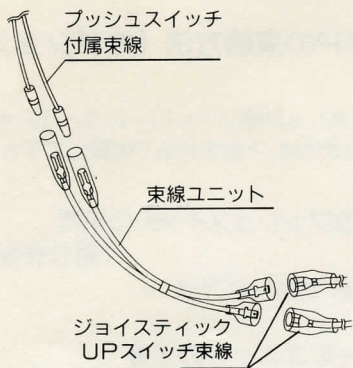 プッシュスイッチ
付属束線
束線ユニット
ジョイスティック
UPスイッチ束線